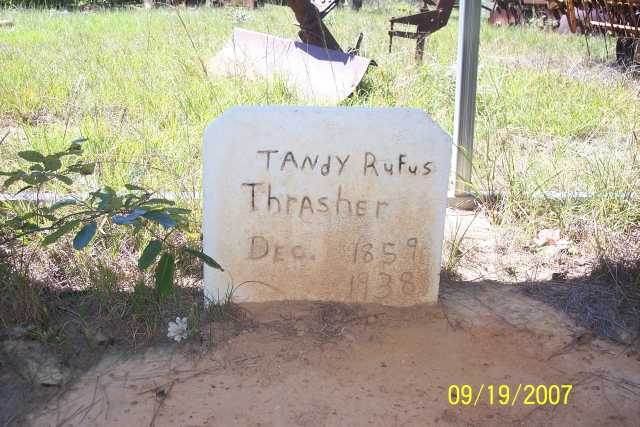 TANdY RuFus
ThrASHEr
DEC. 1859
1938
09/19/2007